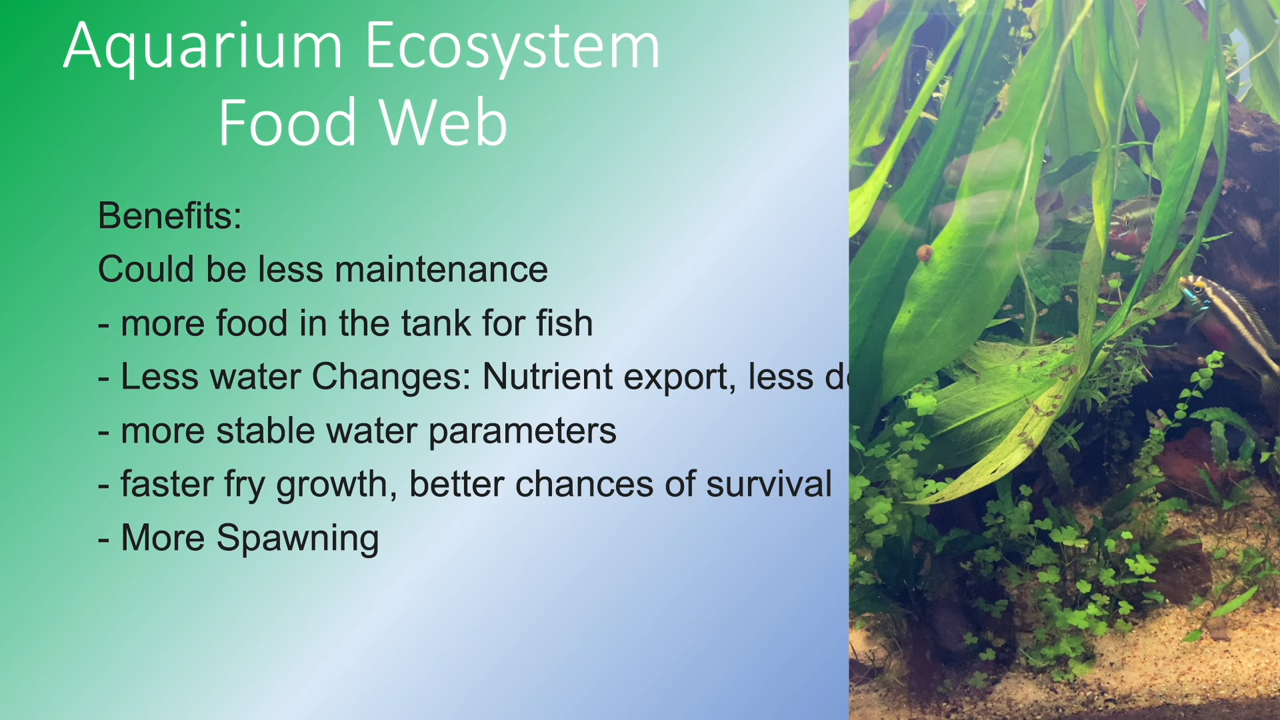 Aquarium Ecosystem
Food Web
Benefits:
Could be less maintenance
- more food in the tank for fish
- Less water Changes: Nutrient export, less
- more stable water parameters
- faster fry growth, better chances of survival
- More Spawning